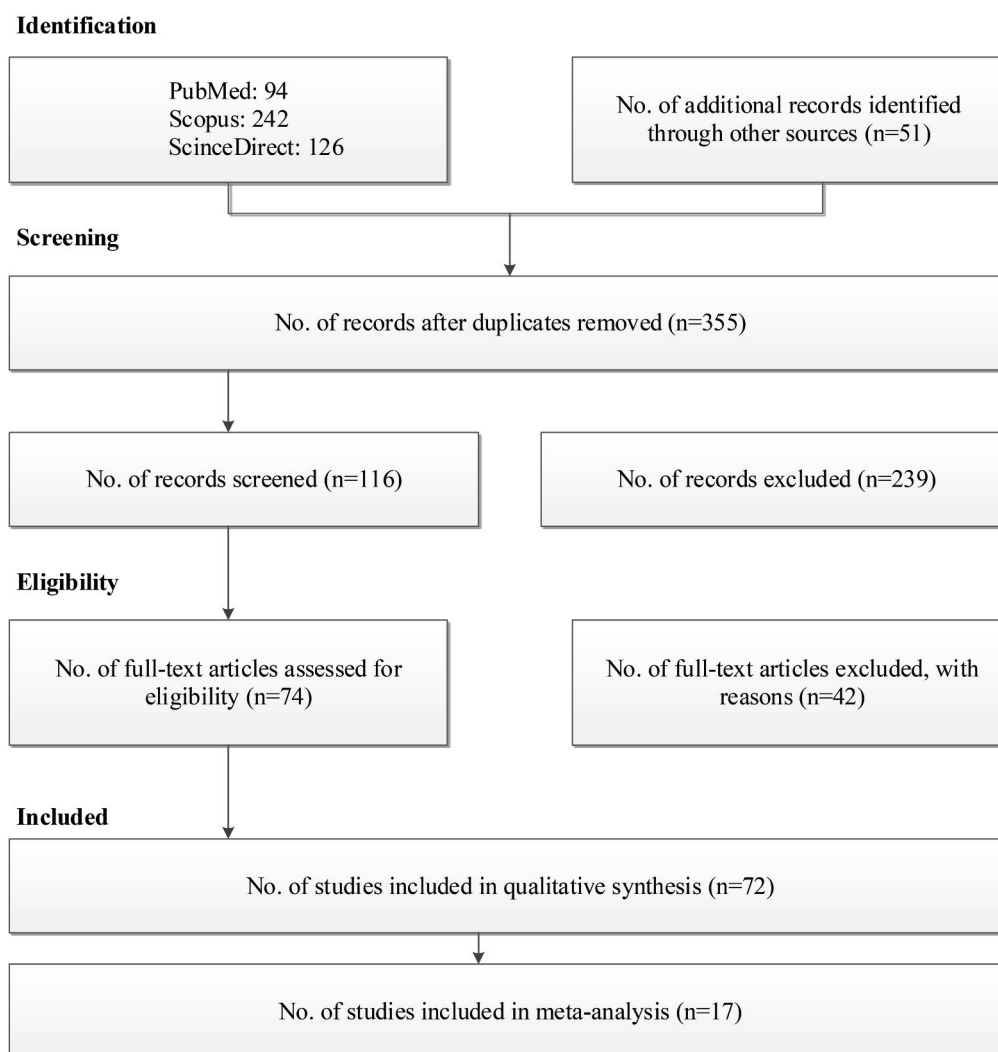 Identification
PubMed: 94
Scopus: 242
ScinceDirect: 126
No. of additional records identified
through other sources (n=51)
Screening
No. of records after duplicates removed (n=355)
No. of records screened (n=116)
No. of records excluded (n=239)
Eligibility
No. of full-text articles assessed for
eligibility (n=74)
No. of full-text articles excluded, with
reasons (n=42)
Included
No. of studies included in qualitative synthesis (n=72)
No. of studies included in meta-analysis (n=17)